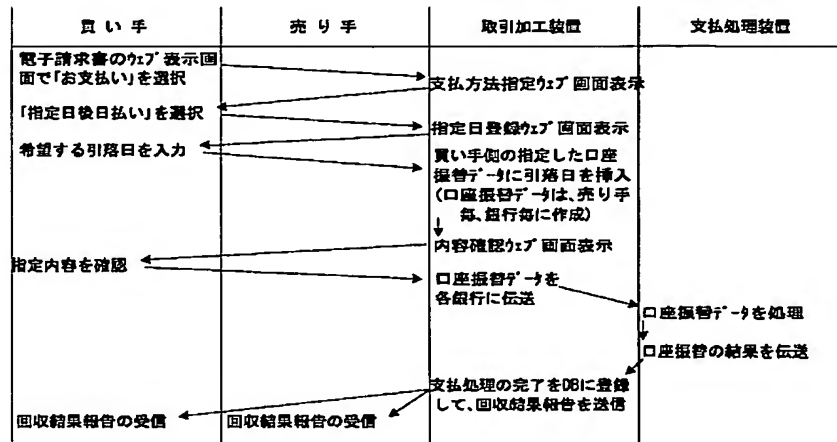 買い手
売り手
取引加工装置
支払処理装置
電子請求書のウェブ表示画
面で「お支払い」を選択
支払方法指定ウェブ画面表示
「指定日後日払い」を選択
指定日登録ウェブ画面表示
希望する引落日を入力
買い手側の指定した口座
振替データに引落日を挿入
(口座振替データは、売り手
毎、銀行毎に作成)
内容確認ウェブ画面表示
指定内容を確認
口座振替データを
各銀行に伝送
口座振替データを処理
口座振替の結果を伝送
支払処理の完了をDBに登録
して、回収結果報告を送信
回収結果報告の受信
回収結果報告の受信